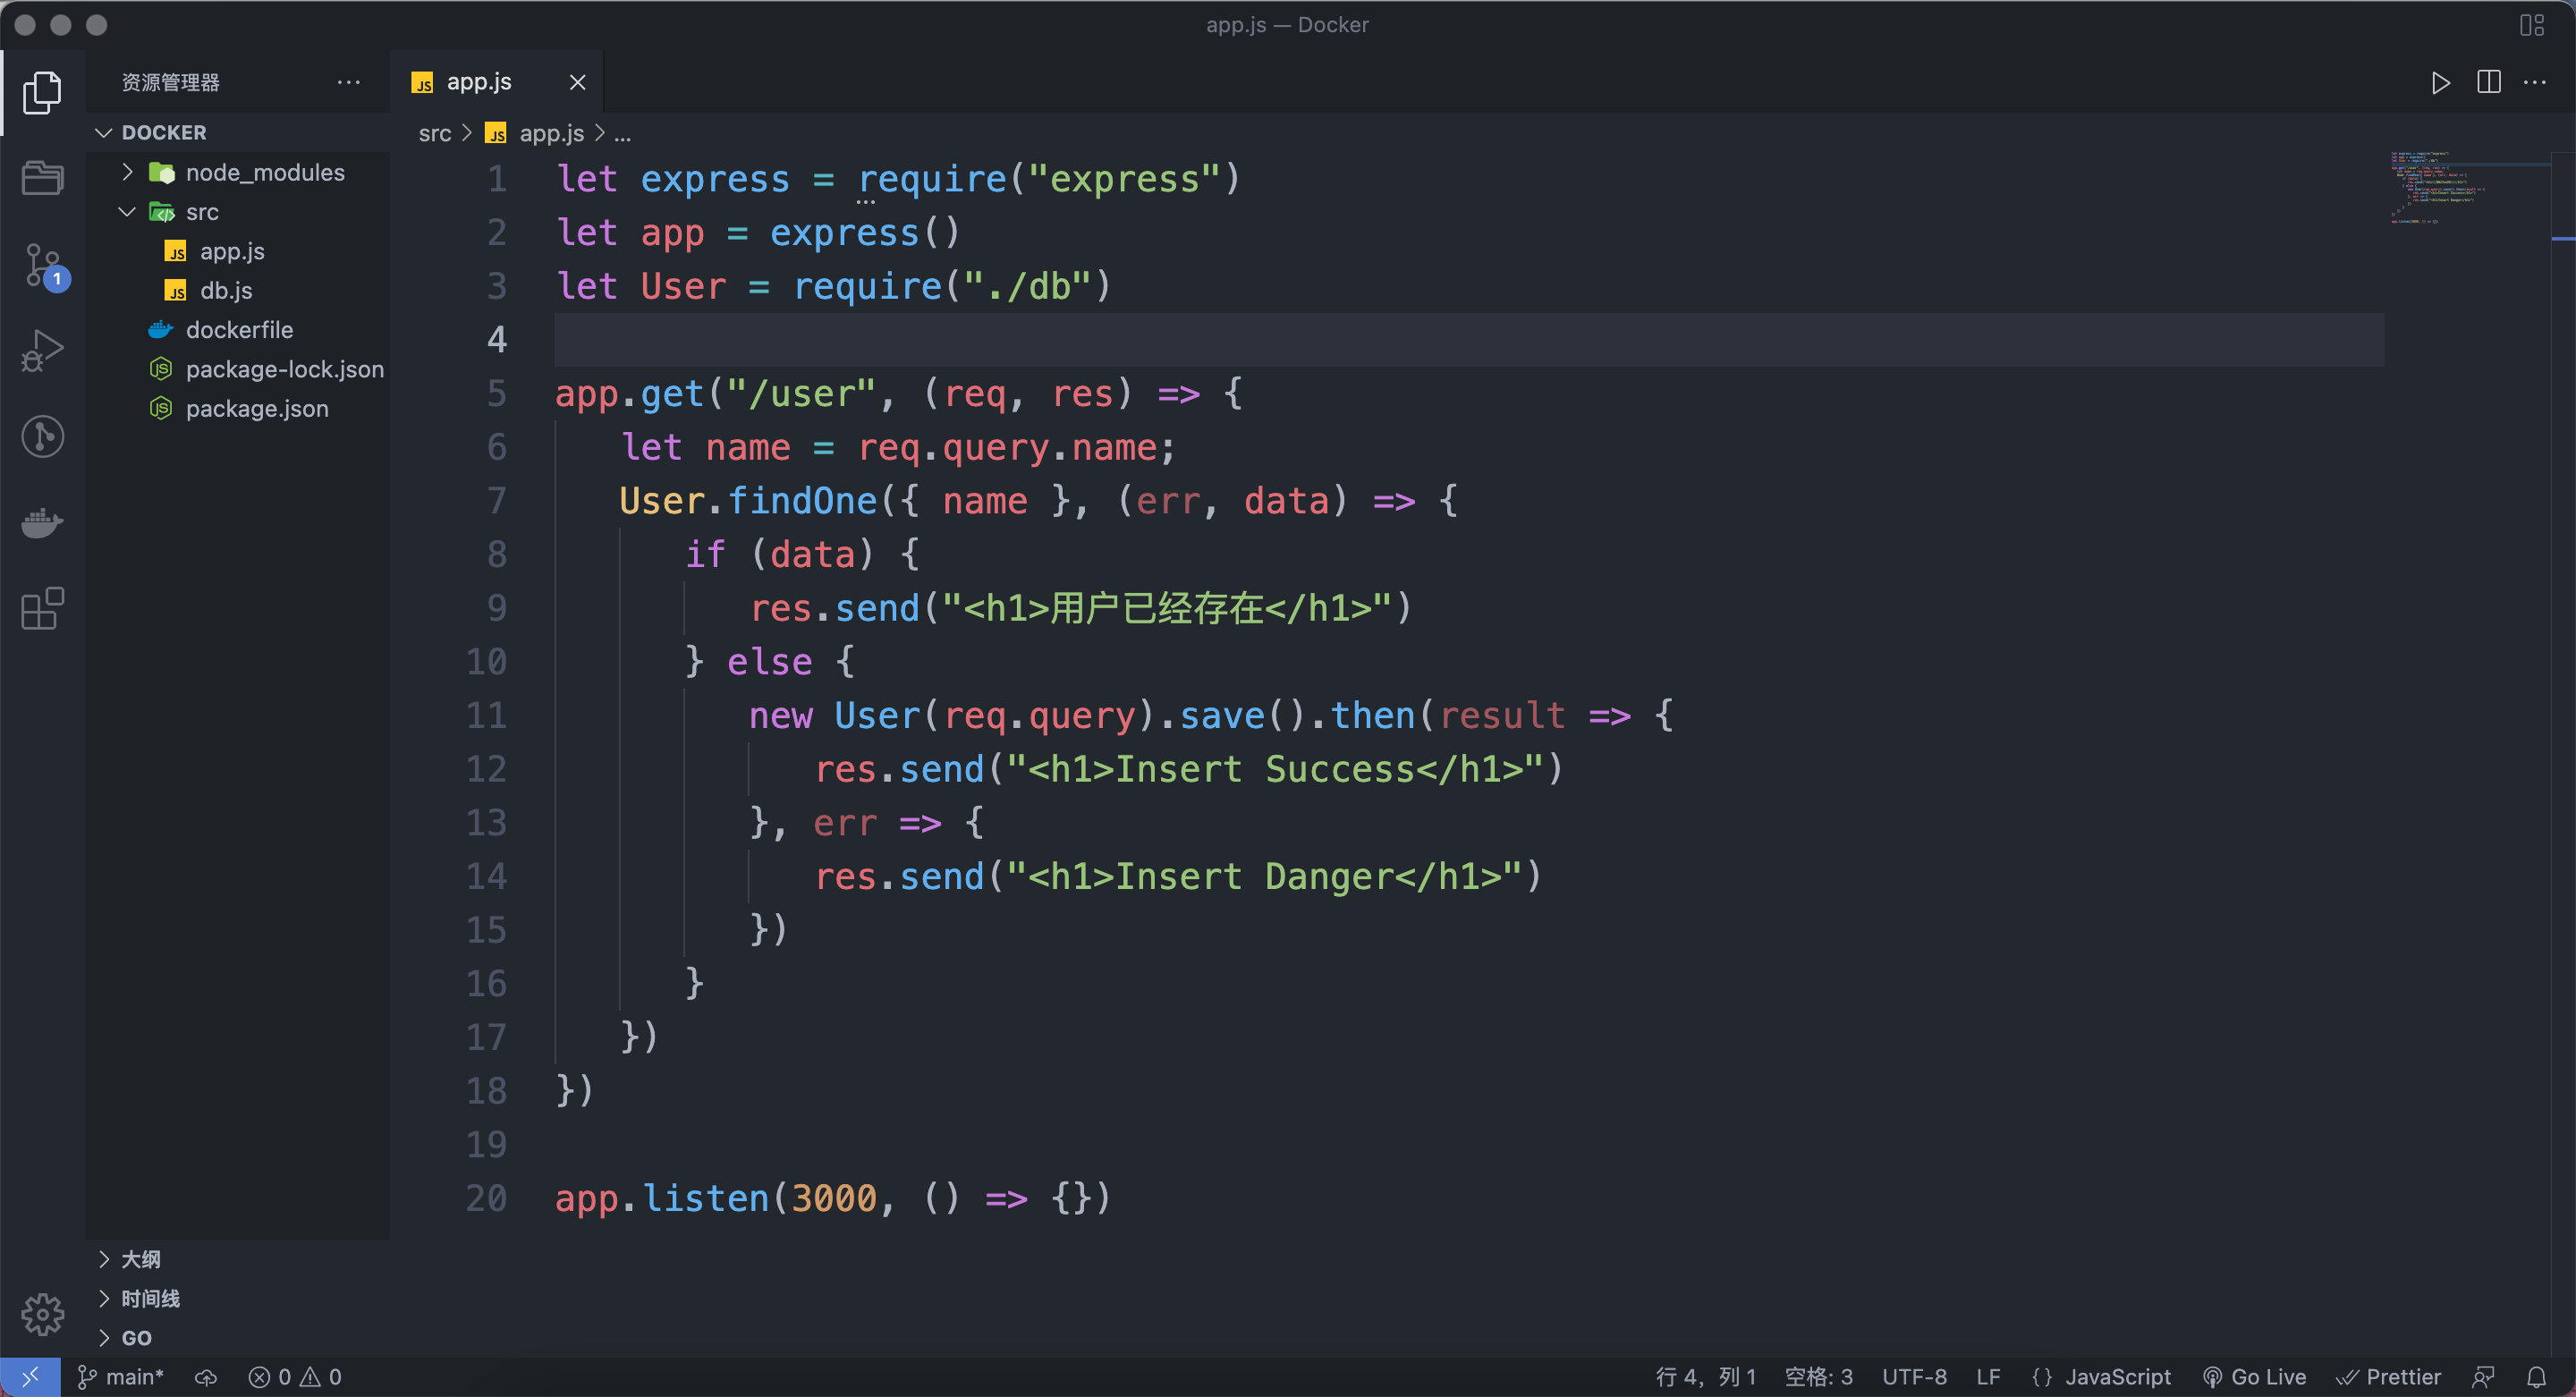 app.js — Docker
资源管理器
app.js
DOCKER
node_modules
src
app.js
db.js
dockerfile
package-lock.json
package.json
大纲
时间线
GO
src > app.js > ...
1 let express = require("express")
2 let app = express()
3 let User = require("./db")
4
5 app.get("/user", (req, res) => {
6 let name = req.query.name;
7 User.findOne({ name }, (err, data) => {
8 if (data) {
9 res.send("<h1>用户已经存在</h1>")
10 } else {
11 new User(req.query).save().then(result => {
12 res.send("<h1>Insert Success</h1>")
13 }, err => {
14 res.send("<h1>Insert Danger</h1>")
15 })
16 }
17 })
18 })
19
20 app.listen(3000, () => {})
1
main* 0 0 行 4，列 1 空格: 3 UTF-8 LF {} JavaScript Go Live Prettier